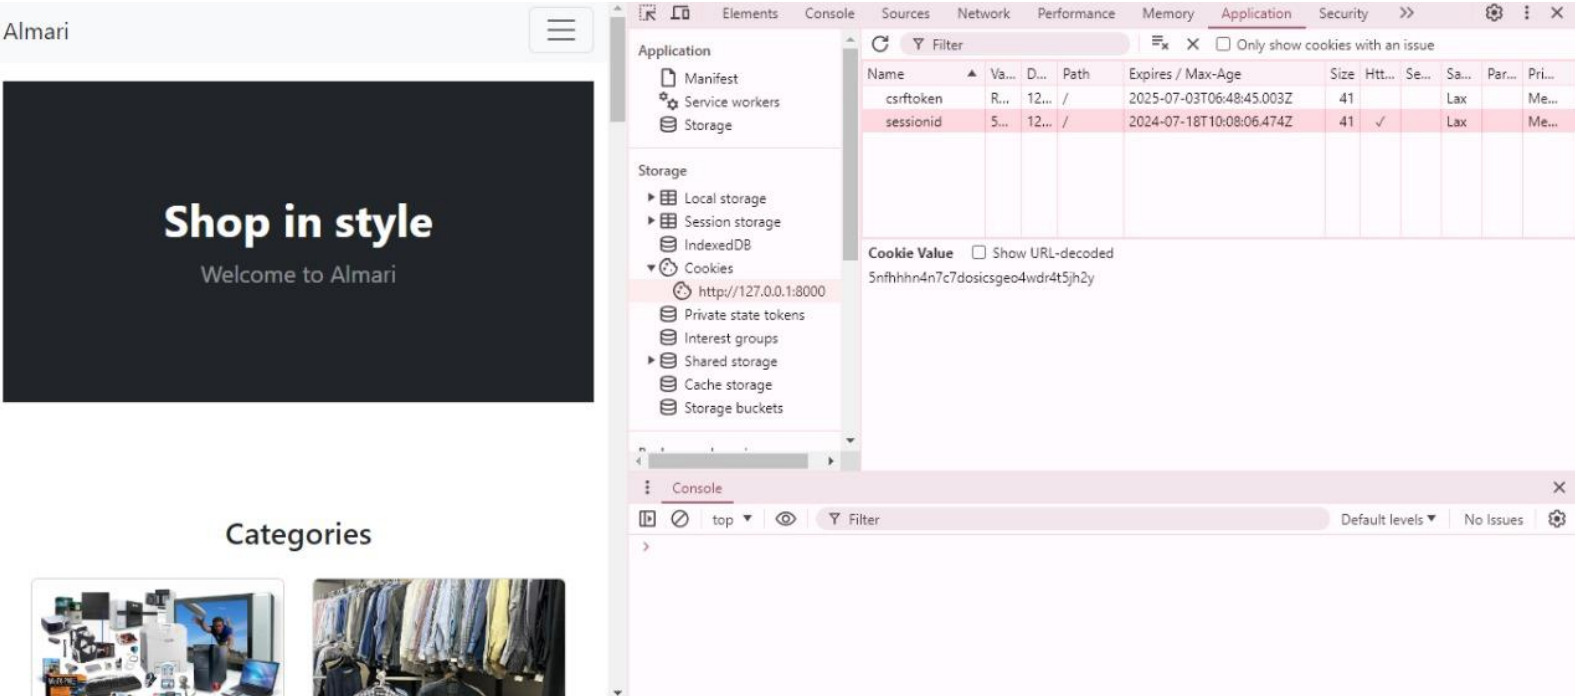 Almari
Shop in style
Welcome to Almari
Categories
Elements Console Sources Network Performance Memory Application Security
Application
Manifest
Service workers
Storage
Storage
Local storage
Session storage
IndexedDB
Cookies
http://127.0.0.1:8000
Private state tokens
Interest groups
Shared storage
Cache storage
Storage buckets
Filter Only show cookies with an issue
Name Va... D... Path Expires / Max-Age Size Htt... Se... Sa... Par... Pri...
csrftoken R... 12... / 2025-07-03T06:48:45.003Z 41 Lax Me...
sessionid 5... 12... / 2024-07-18T10:08:06.474Z 41 ✓ Lax Me...
Cookie Value Show URL-decoded
5nfhhhn4n7c7dosicsgeo4wdr4t5jh2y
Console
top Filter Default levels No Issues